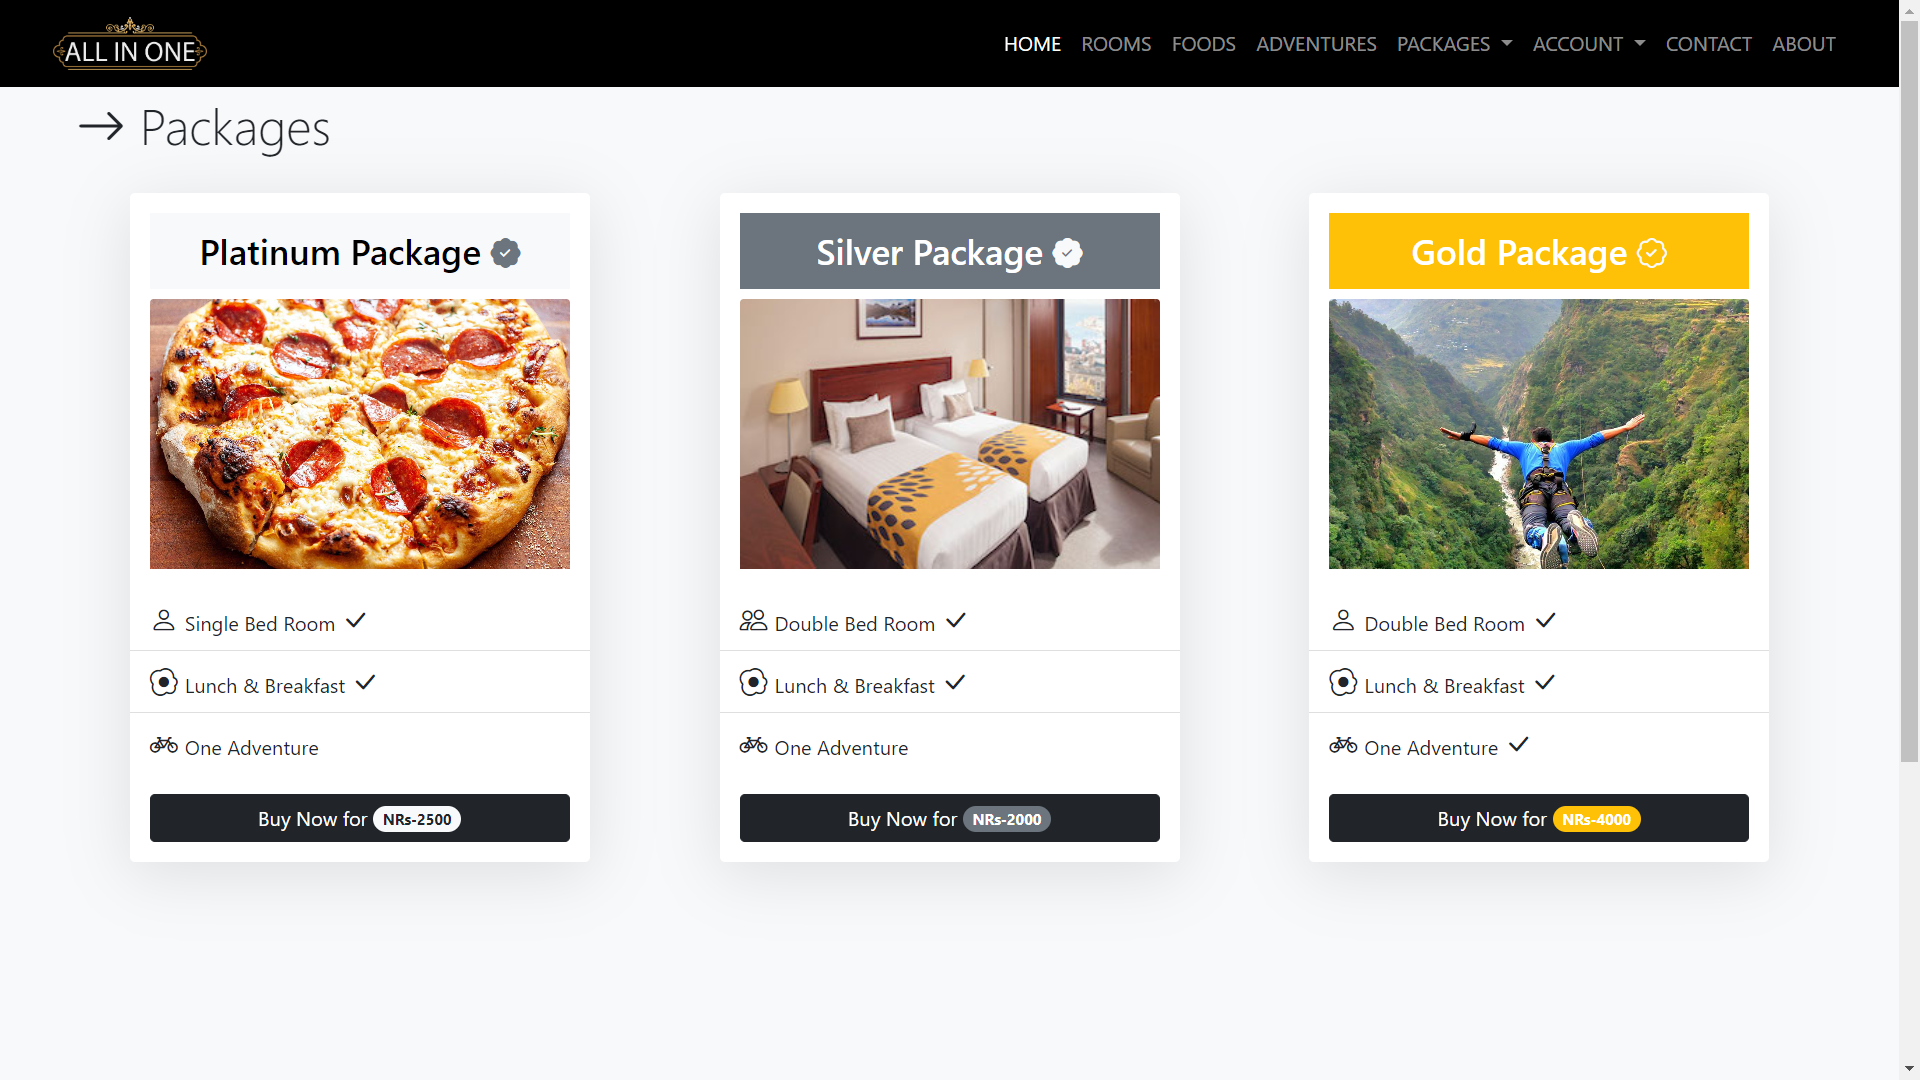 ALL IN ONE
HOME ROOMS FOODS ADVENTURES PACKAGES ACCOUNT CONTACT ABOUT
Packages
Platinum Package
Single Bed Room
Lunch & Breakfast
One Adventure
Buy Now for NRs-2500
Silver Package
Double Bed Room
Lunch & Breakfast
One Adventure
Buy Now for NRs-2000
Gold Package
Double Bed Room
Lunch & Breakfast
One Adventure
Buy Now for NRs-4000